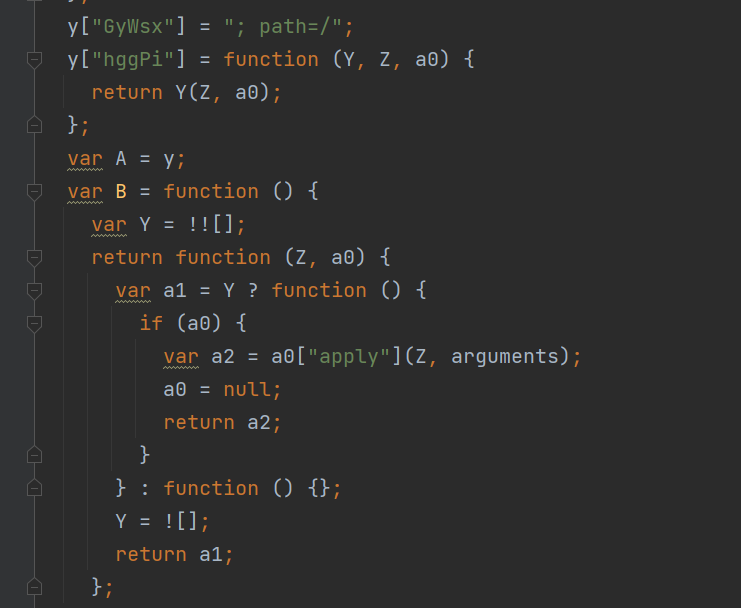 y["GyWsx"] = "; path=/";
y["hggPi"] = function (Y, Z, a0) {
return Y(Z, a0);
};
var A = y;
var B = function () {
var Y = !![];
return function (Z, a0) {
var a1 = Y ? function () {
if (a0) {
var a2 = a0["apply"](Z, arguments);
a0 = null;
return a2;
}
} : function () {};
Y = ![];
return a1;
};